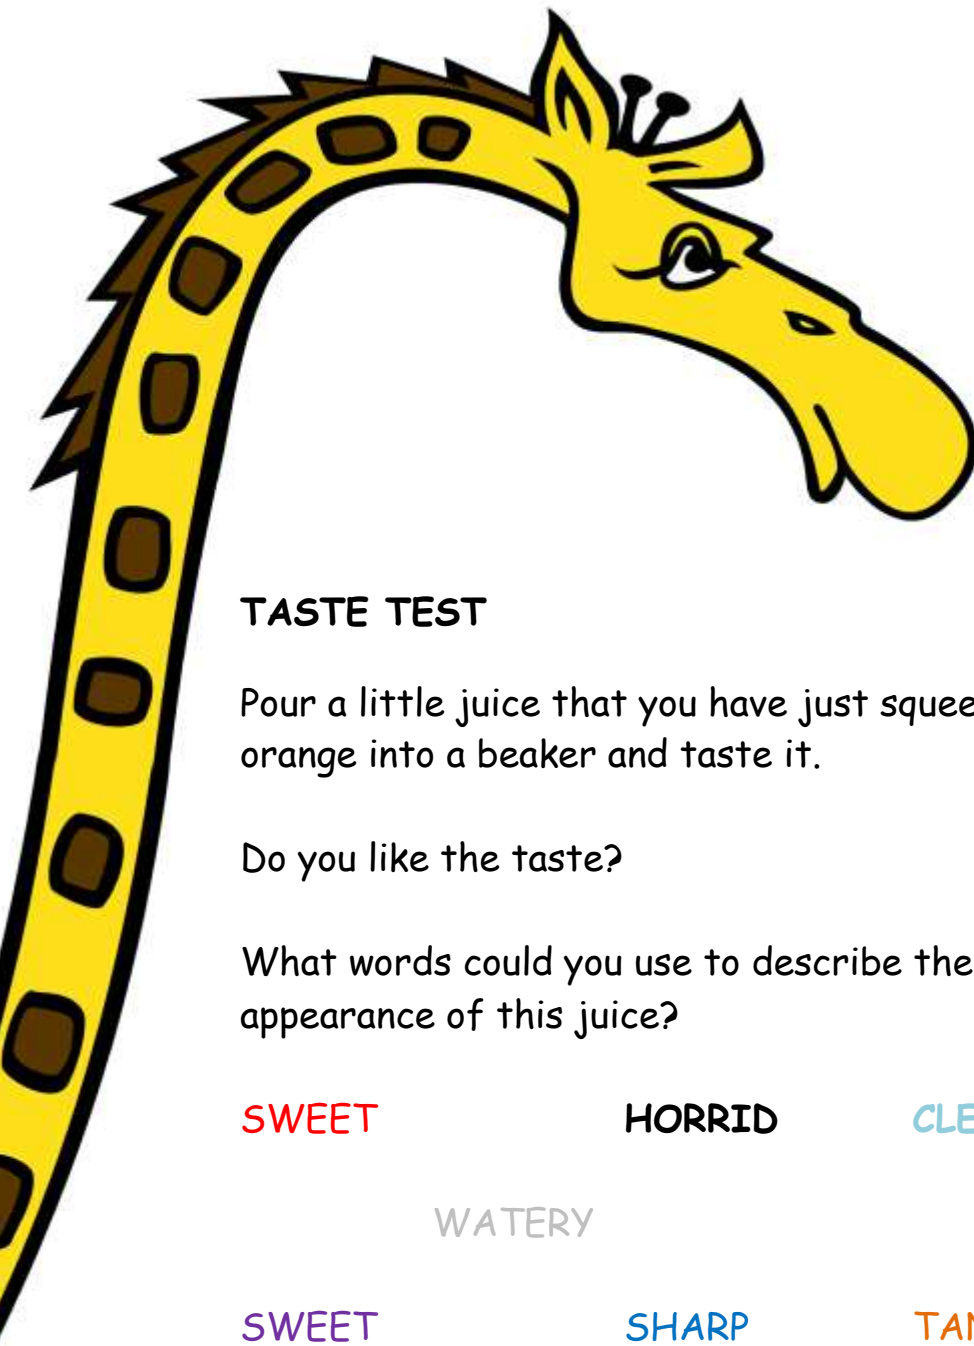 TASTE TEST
Pour a little juice that you have just squee
orange into a beaker and taste it.
Do you like the taste?
What words could you use to describe the
appearance of this juice?
SWEET HORRID CLE
WATERY
SWEET SHARP TAN